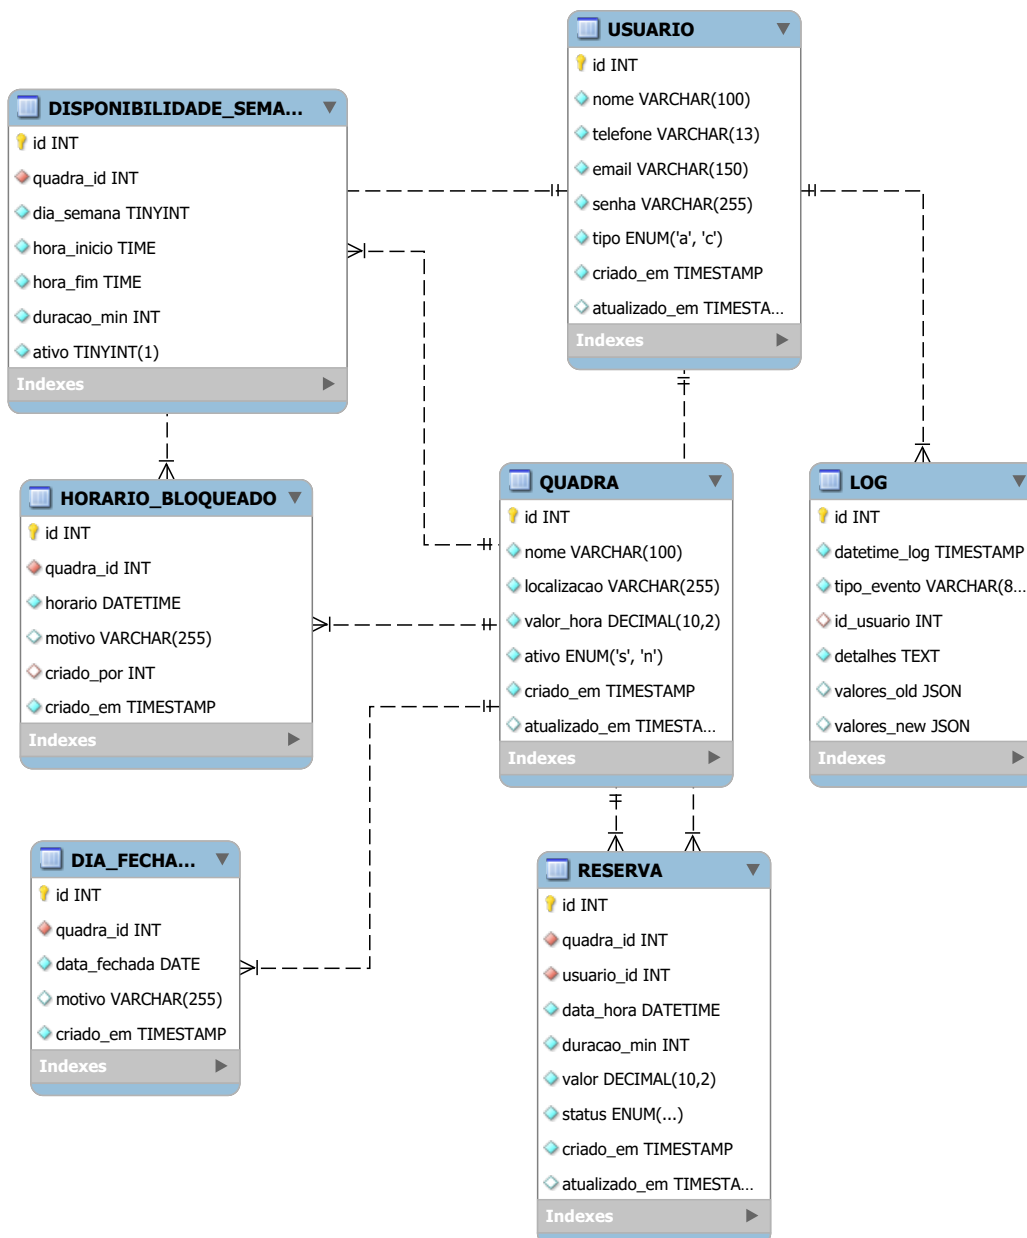 USUARIO
id INT
nome VARCHAR(100)
telefone VARCHAR(13)
email VARCHAR(150)
senha VARCHAR(255)
tipo ENUM('a', 'c')
criado_em TIMESTAMP
atualizado_em TIMESTA...
Indexes
DISPONIBILIDADE_SEMA...
id INT
quadra_id INT
dia_semana TINYINT
hora_inicio TIME
hora_fim TIME
duracao_min INT
ativo TINYINT(1)
Indexes
HORARIO_BLOQUEADO
id INT
quadra_id INT
horario DATETIME
motivo VARCHAR(255)
criado_por INT
criado_em TIMESTAMP
Indexes
QUADRA
id INT
nome VARCHAR(100)
localizacao VARCHAR(255)
valor_hora DECIMAL(10,2)
ativo ENUM('s', 'n')
criado_em TIMESTAMP
atualizado_em TIMESTA...
Indexes
LOG
id INT
datetime_log TIMESTAMP
tipo_evento VARCHAR(8...
id_usuario INT
detalhes TEXT
valores_old JSON
valores_new JSON
Indexes
DIA_FECHA...
id INT
quadra_id INT
data_fechada DATE
motivo VARCHAR(255)
criado_em TIMESTAMP
Indexes
RESERVA
id INT
quadra_id INT
usuario_id INT
data_hora DATETIME
duracao_min INT
valor DECIMAL(10,2)
status ENUM(...)
criado_em TIMESTAMP
atualizado_em TIMESTA...
Indexes